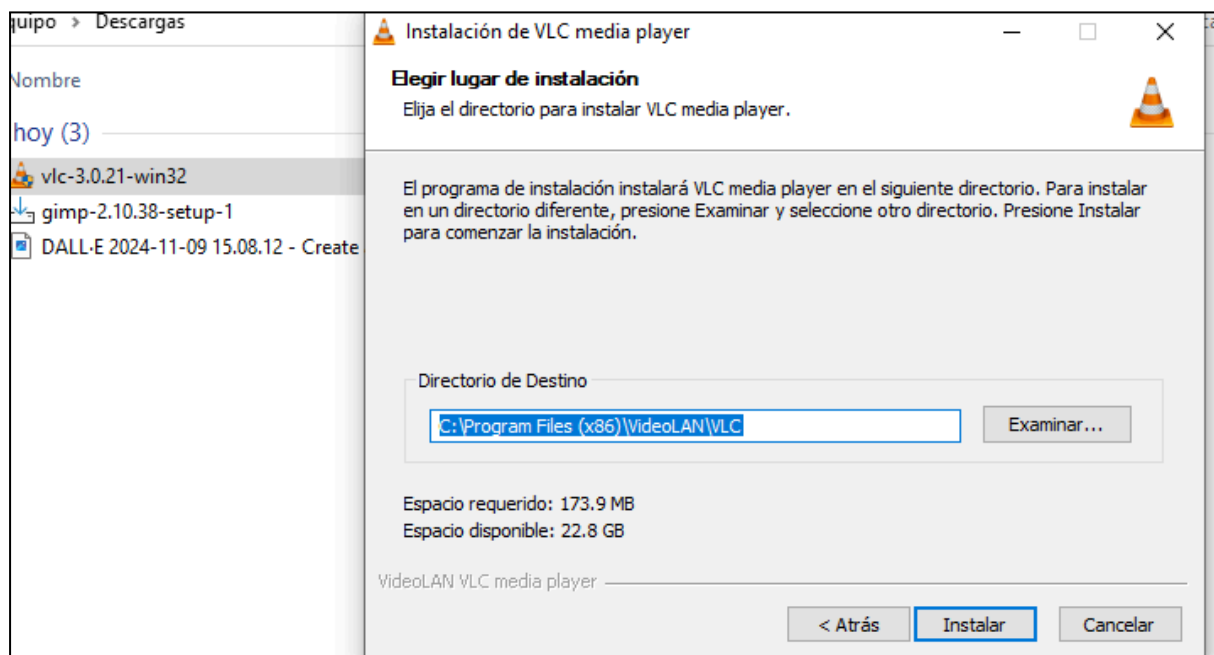 quipo > Descargas
Nombre
hoy (3)
vlc-3.0.21-win32
gimp-2.10.38-setup-1
DALL·E 2024-11-09 15.08.12 - Create
Instalación de VLC media player
Elegir lugar de instalación
Elija el directorio para instalar VLC media player.
El programa de instalación instalará VLC media player en el siguiente directorio. Para instalar
en un directorio diferente, presione Examinar y seleccione otro directorio. Presione Instalar
para comenzar la instalación.
Directorio de Destino
C:\Program Files (x86)\VideoLAN\VLC
Examinar...
Espacio requerido: 173.9 MB
Espacio disponible: 22.8 GB
VideoLAN VLC media player
< Atrás
Instalar
Cancelar